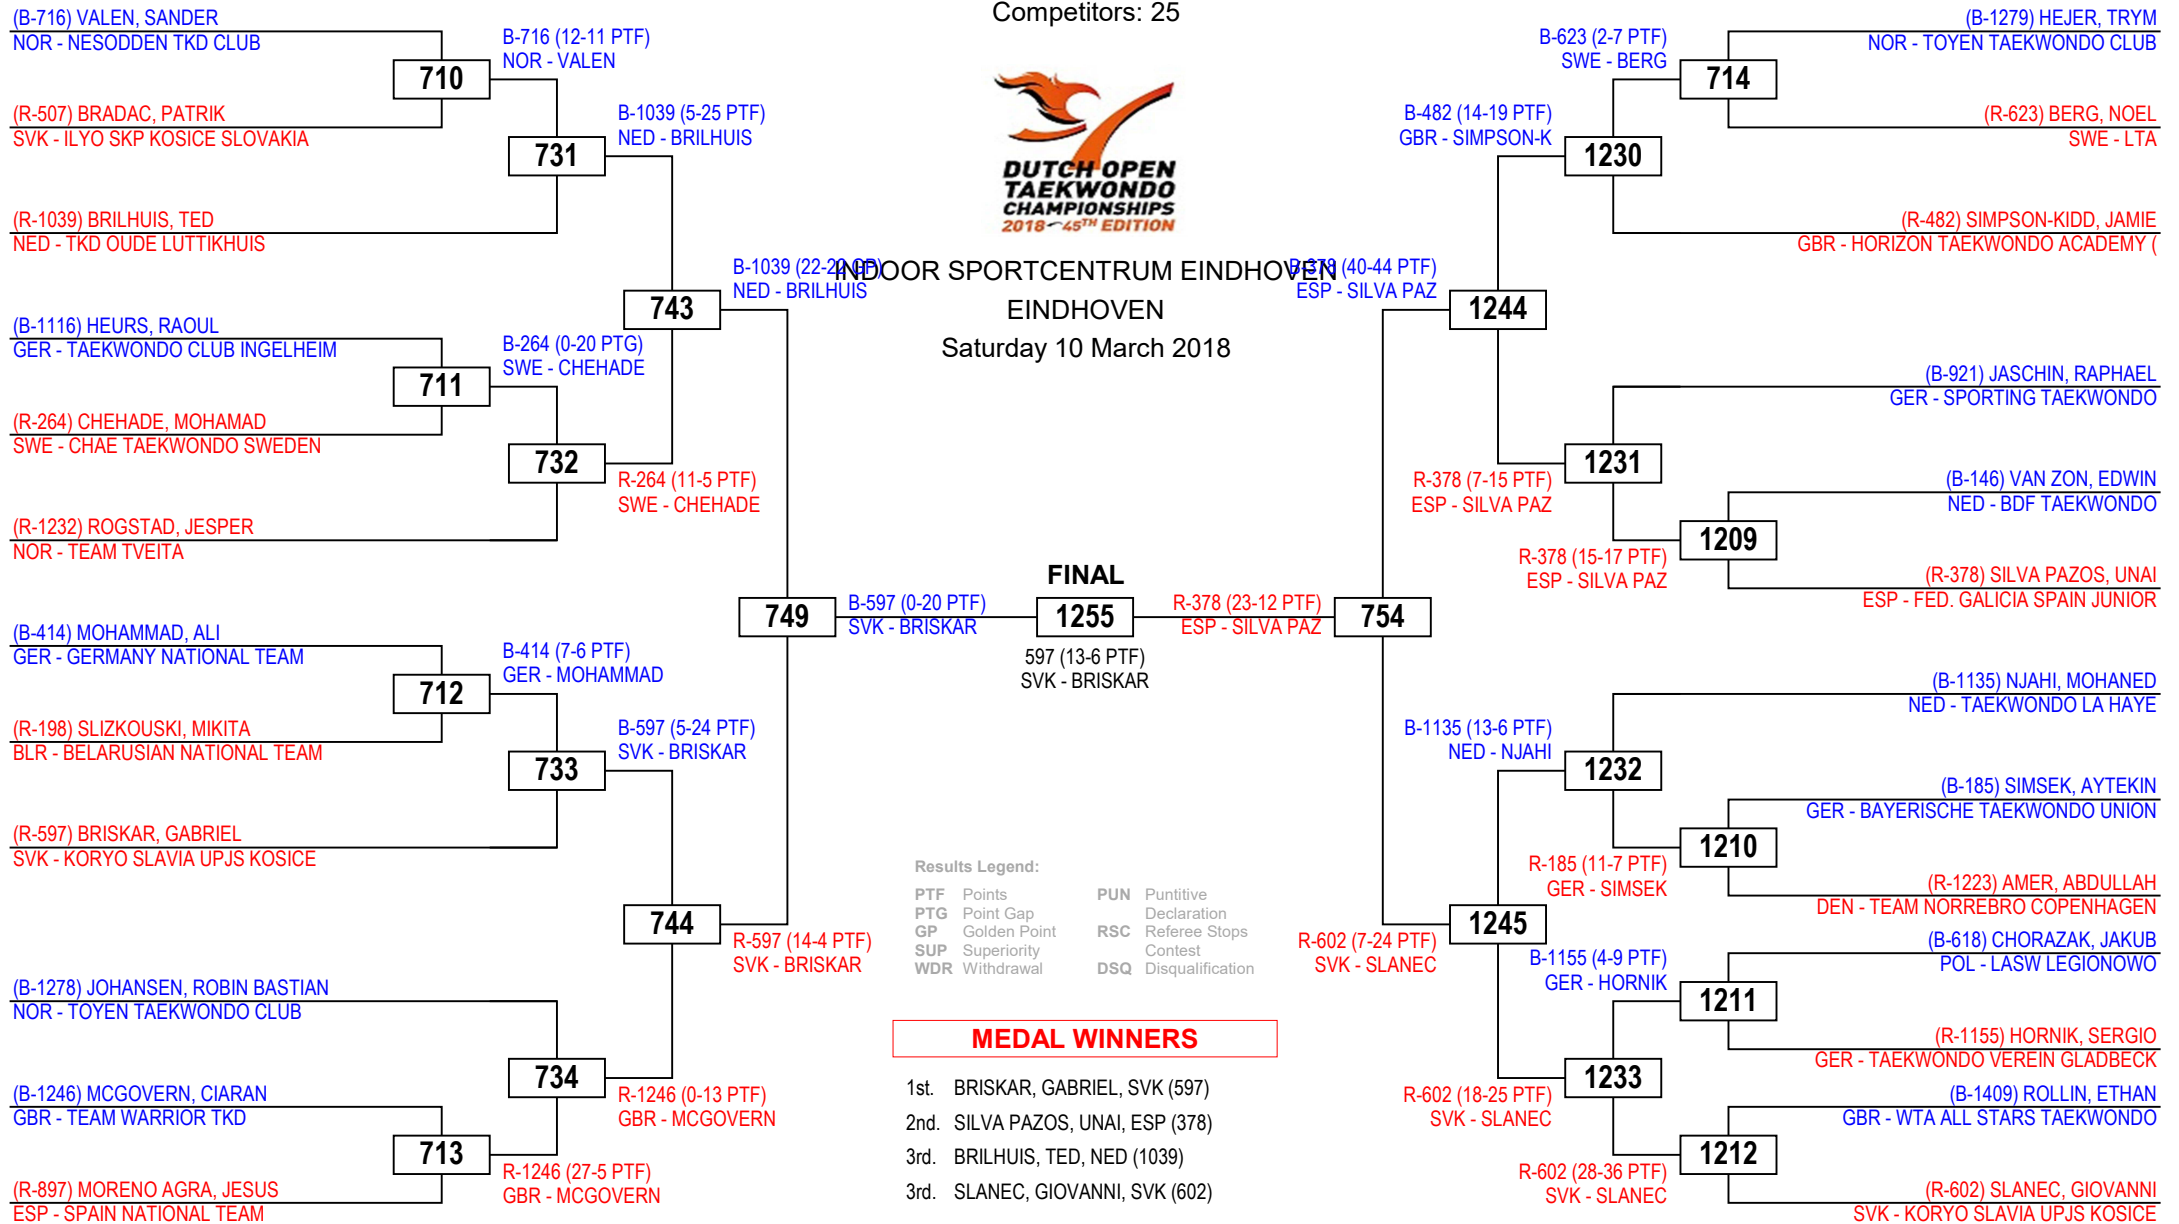 Competitors: 25
DUTCH OPEN
TAEKWONDO
CHAMPIONSHIPS
2018 - 45TH EDITION
INDOOR SPORTCENTRUM EINDHOVEN
EINDHOVEN
Saturday 10 March 2018
(B-716) VALEN, SANDER
NOR - NESODDEN TKD CLUB
710
(R-507) BRADAC, PATRIK
SVK - ILYO SKP KOSICE SLOVAKIA
B-716 (12-11 PTF)
NOR - VALEN
731
(R-1039) BRILHUIS, TED
NED - TKD OUDE LUTTIKHUIS
B-1039 (5-25 PTF)
NED - BRILHUIS
743
B-1039 (22-22 GP)
NED - BRILHUIS
(B-1116) HEURS, RAOUL
GER - TAEKWONDO CLUB INGELHEIM
711
(R-264) CHEHADE, MOHAMAD
SWE - CHAE TAEKWONDO SWEDEN
B-264 (0-20 PTG)
SWE - CHEHADE
732
(R-1232) ROGSTAD, JESPER
NOR - TEAM TVEITA
R-264 (11-5 PTF)
SWE - CHEHADE
749
B-597 (0-20 PTF)
SVK - BRISKAR
(B-414) MOHAMMAD, ALI
GER - GERMANY NATIONAL TEAM
712
(R-198) SLIZKOUSKI, MIKITA
BLR - BELARUSIAN NATIONAL TEAM
B-414 (7-6 PTF)
GER - MOHAMMAD
733
(R-597) BRISKAR, GABRIEL
SVK - KORYO SLAVIA UPJS KOSICE
B-597 (5-24 PTF)
SVK - BRISKAR
744
R-597 (14-4 PTF)
SVK - BRISKAR
(B-1278) JOHANSEN, ROBIN BASTIAN
NOR - TOYEN TAEKWONDO CLUB
734
R-1246 (0-13 PTF)
GBR - MCGOVERN
(B-1246) MCGOVERN, CIARAN
GBR - TEAM WARRIOR TKD
713
R-1246 (27-5 PTF)
GBR - MCGOVERN
(R-897) MORENO AGRA, JESUS
ESP - SPAIN NATIONAL TEAM
FINAL
1255
597 (13-6 PTF)
SVK - BRISKAR
R-378 (23-12 PTF)
ESP - SILVA PAZ
754
(B-1279) HEJER, TRYM
NOR - TOYEN TAEKWONDO CLUB
714
(R-623) BERG, NOEL
SWE - LTA
B-623 (2-7 PTF)
SWE - BERG
1230
(R-482) SIMPSON-KIDD, JAMIE
GBR - HORIZON TAEKWONDO ACADEMY (
B-482 (14-19 PTF)
GBR - SIMPSON-K
1244
B-378 (40-44 PTF)
ESP - SILVA PAZ
(B-921) JASCHIN, RAPHAEL
GER - SPORTING TAEKWONDO
1231
R-378 (7-15 PTF)
ESP - SILVA PAZ
(B-146) VAN ZON, EDWIN
NED - BDF TAEKWONDO
1209
R-378 (15-17 PTF)
ESP - SILVA PAZ
(R-378) SILVA PAZOS, UNAI
ESP - FED. GALICIA SPAIN JUNIOR
(B-1135) NJAHI, MOHANED
NED - TAEKWONDO LA HAYE
B-1135 (13-6 PTF)
NED - NJAHI
1232
(B-185) SIMSEK, AYTEKIN
GER - BAYERISCHE TAEKWONDO UNION
1210
R-185 (11-7 PTF)
GER - SIMSEK
(R-1223) AMER, ABDULLAH
DEN - TEAM NORREBRO COPENHAGEN
1245
R-602 (7-24 PTF)
SVK - SLANEC
(B-618) CHORAZAK, JAKUB
POL - LASW LEGIONOWO
B-1155 (4-9 PTF)
GER - HORNIK
1211
(R-1155) HORNIK, SERGIO
GER - TAEKWONDO VEREIN GLADBECK
1233
R-602 (18-25 PTF)
SVK - SLANEC
(B-1409) ROLLIN, ETHAN
GBR - WTA ALL STARS TAEKWONDO
1212
R-602 (28-36 PTF)
SVK - SLANEC
(R-602) SLANEC, GIOVANNI
SVK - KORYO SLAVIA UPJS KOSICE
Results Legend:
PTF Points
PTG Point Gap
GP Golden Point
SUP Superiority
WDR Withdrawal
PUN Puntitive
Declaration
RSC Referee Stops
Contest
DSQ Disqualification
MEDAL WINNERS
1st. BRISKAR, GABRIEL, SVK (597)
2nd. SILVA PAZOS, UNAI, ESP (378)
3rd. BRILHUIS, TED, NED (1039)
3rd. SLANEC, GIOVANNI, SVK (602)